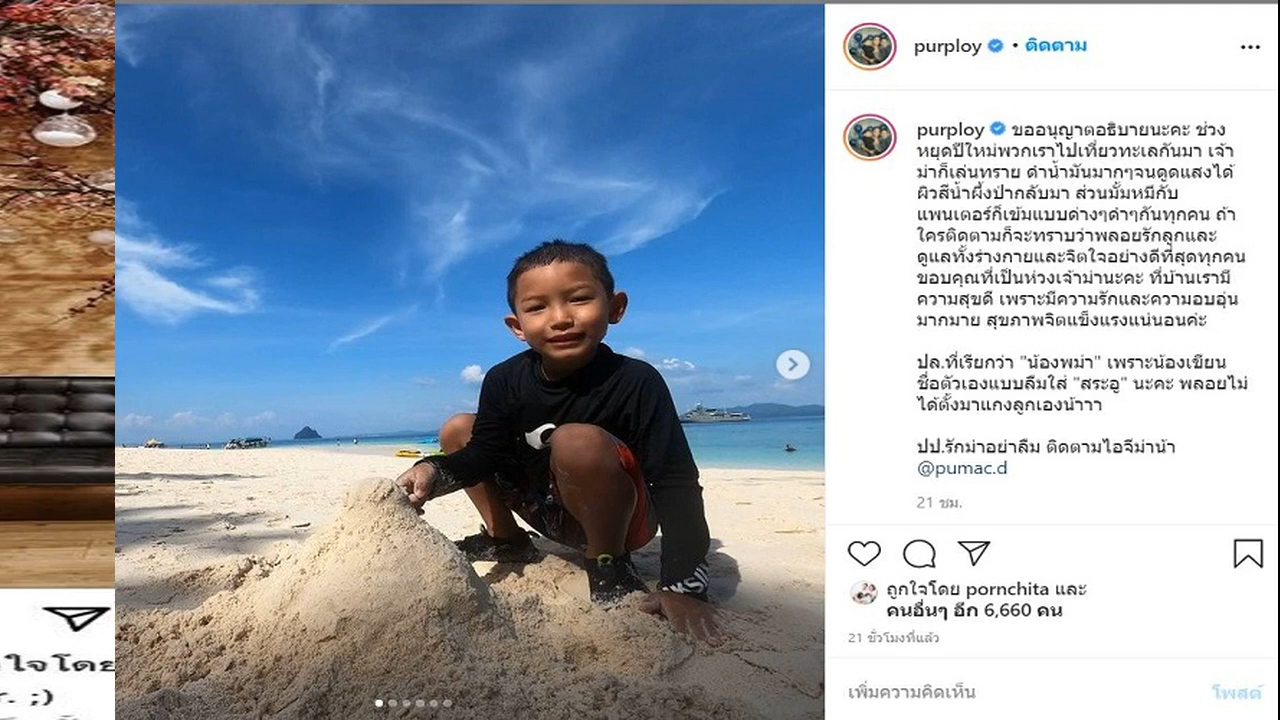 purploy • ติดตาม
purploy ขออนุญาตอธิบายนะคะ ช่วง
หยุดปีใหม่พวกเราไปเที่ยวทะเลกันมา เจ้า
ม่าก็เล่นทราย ดำน้ำมันมากๆจนดูดแสงได้
ผิวสีน้ำผึ้งป่ากลับมา ส่วนมั้มหมีกับ
แพนเตอร์ก็เข้มแบบด่างๆดำๆกันทุกคน ถ้า
ใครติดตามก็จะทราบว่าพลอยรักลูกและ
ดูแลทั้งร่างกายและจิตใจอย่างดีที่สุดทุกคน
ขอบคุณที่เป็นห่วงเจ้าม่านะคะ ที่บ้านเรามี
ความสุขดี เพราะมีความรักและความอบอุ่น
มากมาย สุขภาพจิตแข็งแรงแน่นอนค่ะ
ปล.ที่เรียกว่า "น้องพม่า" เพราะน้องเขียน
ชื่อตัวเองแบบลืมใส่ "สระอู" นะคะ พลอยไม่
ได้ตั้งมาแกงลูกเองน้าาา
ปป.รักม่าอย่าลืม ติดตามไอจีม่าน้า
@pumac.d
21 ชม.
ถูกใจโดย pornchita และ
คนอื่นๆ อีก 6,660 คน
21 ชั่วโมงที่แล้ว
เพิ่มความคิดเห็น โพสต์
ใจโดย
r. ;)